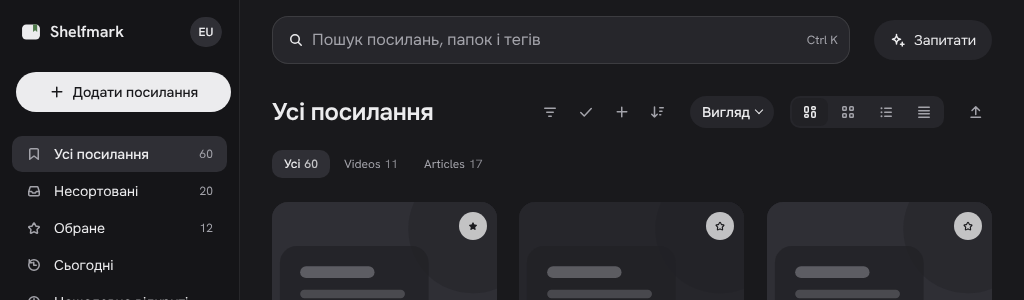 Shelfmark
EU
Додати посилання
Усі посилання 60
Несортовані 20
Обране 12
Сьогодні
Пошук посилань, папок і тегів
Ctrl K
Запитати
Усі посилання
Вигляд
Усі 60
Videos 11
Articles 17